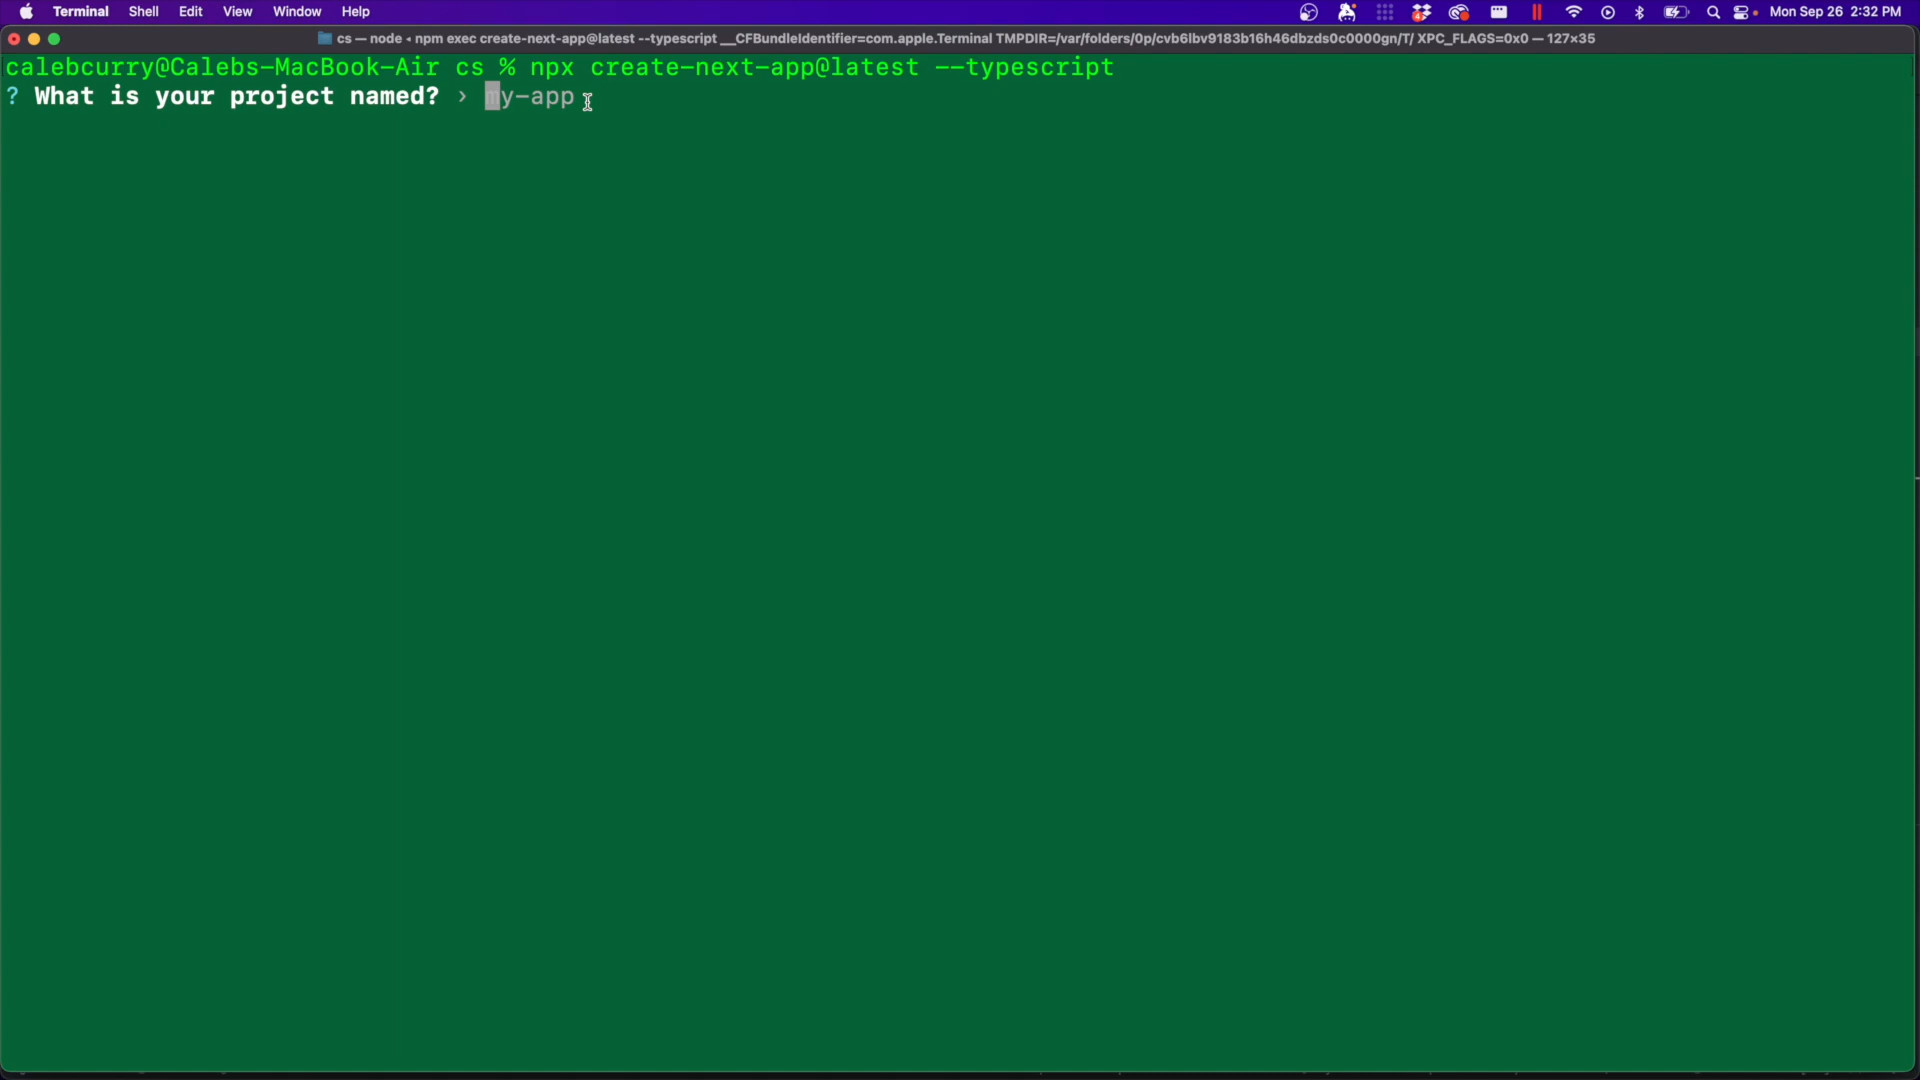 Terminal Shell Edit View Window Help Mon Sep 26 2:32 PM
cs — node ◂ npm exec create-next-app@latest --typescript __CFBundleIdentifier=com.apple.Terminal TMPDIR=/var/folders/0p/cvb6lbv9183b16h46dbzds0c0000gn/T/ XPC_FLAGS=0x0 — 127×35
calebcurry@Calebs-MacBook-Air cs % npx create-next-app@latest --typescript
? What is your project named? › my-app